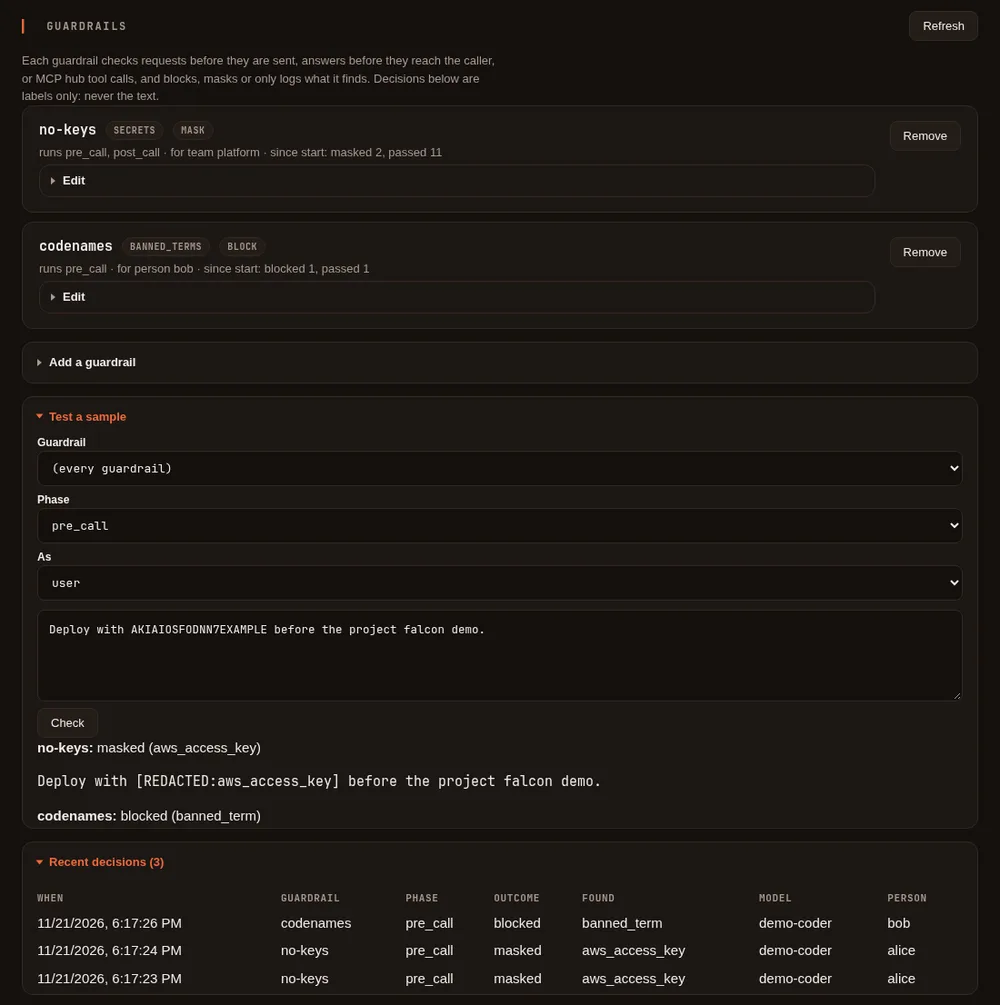 GUARDRAILS
Refresh
Each guardrail checks requests before they are sent, answers before they reach the caller,
or MCP hub tool calls, and blocks, masks or only logs what it finds. Decisions below are
labels only: never the text.
no-keys SECRETS MASK
Remove
runs pre_call, post_call · for team platform · since start: masked 2, passed 11
Edit
codenames BANNED_TERMS BLOCK
Remove
runs pre_call · for person bob · since start: blocked 1, passed 1
Edit
Add a guardrail
Test a sample
Guardrail
(every guardrail)
Phase
pre_call
As
user
Deploy with AKIAIOSFODNN7EXAMPLE before the project falcon demo.
Check
no-keys: masked (aws_access_key)
Deploy with [REDACTED:aws_access_key] before the project falcon demo.
codenames: blocked (banned_term)
Recent decisions (3)
WHEN GUARDRAIL PHASE OUTCOME FOUND MODEL PERSON
11/21/2026, 6:17:26 PM codenames pre_call blocked banned_term demo-coder bob
11/21/2026, 6:17:24 PM no-keys pre_call masked aws_access_key demo-coder alice
11/21/2026, 6:17:23 PM no-keys pre_call masked aws_access_key demo-coder alice